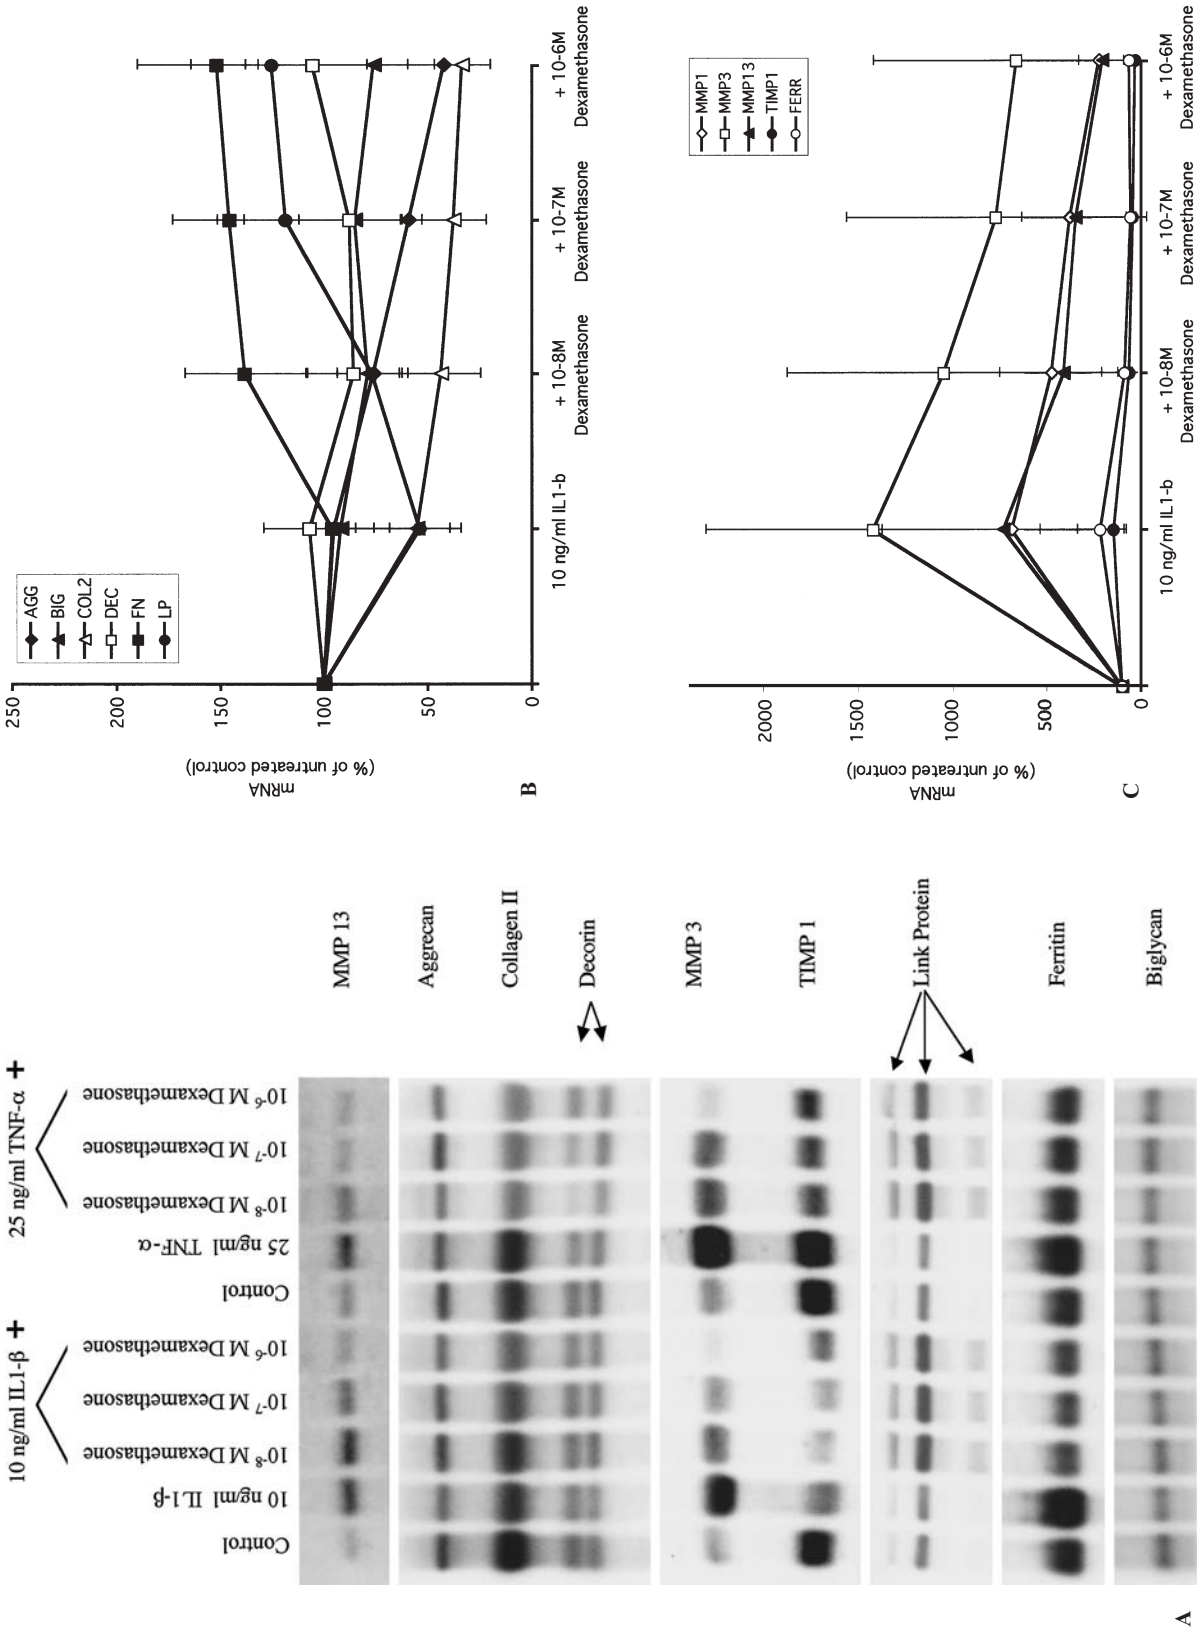 10 ng/ml IL1-β +
25 ng/ml TNF-α +
Control
10 ng/ml IL1-β
10-8 M Dexamethasone
10-7 M Dexamethasone
10-6 M Dexamethasone
Control
25 ng/ml TNF-α
10-8 M Dexamethasone
10-7 M Dexamethasone
10-6 M Dexamethasone
MMP 13
Aggrecan
Collagen II
Decorin
MMP 3
TIMP 1
Link Protein
Ferritin
Biglycan
A
250
200
150
100
50
0
mRNA
(% of untreated control)
AGG
BIG
COL2
DEC
FN
LP
10 ng/ml IL1-b
+ 10-8M
Dexamethasone
+ 10-7M
Dexamethasone
+ 10-6M
Dexamethasone
B
2000
1500
1000
500
0
mRNA
(% of untreated control)
MMP1
MMP3
MMP13
TIMP1
FERR
10 ng/ml IL1-b
+ 10-8M
Dexamethasone
+ 10-7M
Dexamethasone
+ 10-6M
Dexamethasone
C